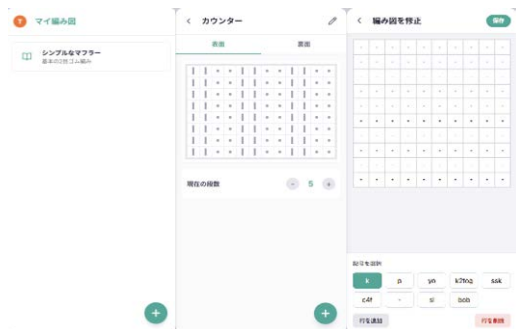 T マイ編み図
シンプルなマフラー
基本の2目ゴム編み
+
< カウンター
表面 裏面
現在の段数 - 5 +
+
< 編み図を修正 保存
記号を選択
k p yo k2tog ssk
c4f - sl bob
行を追加 行を削除